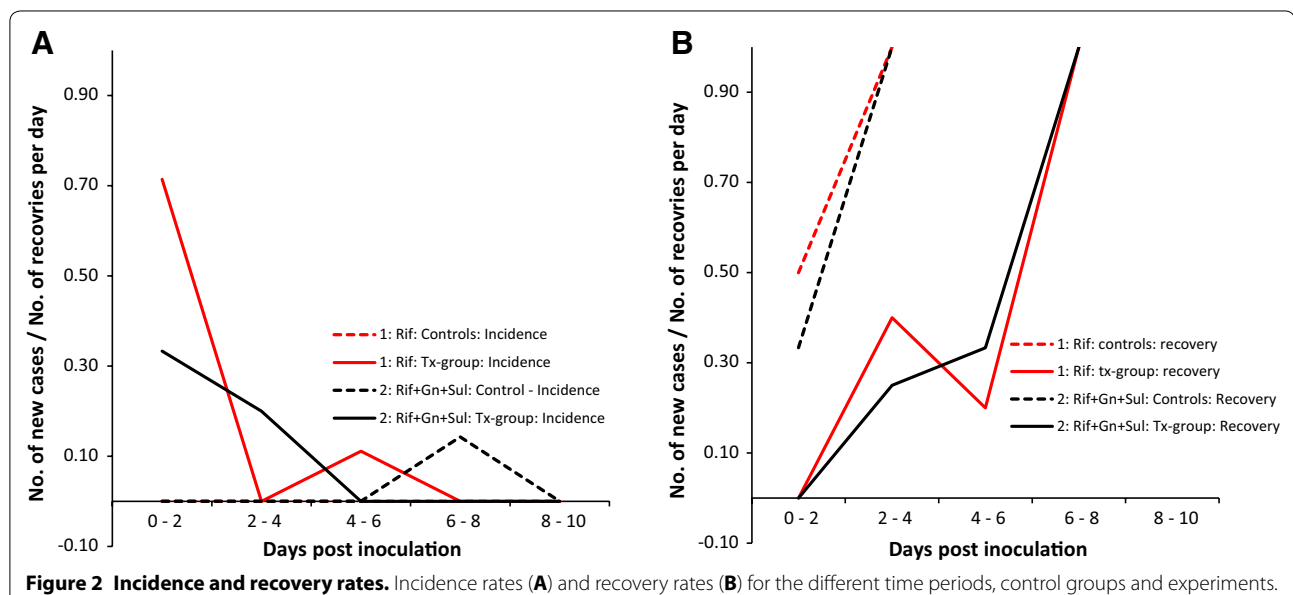 A
No. of new cases / No. of recovries per day
0.90
0.70
0.50
0.30
0.10
-0.10
1: Rif: Controls: Incidence
1: Rif: Tx-group: Incidence
2: Rif+Gn+Sul: Control - Incidence
2: Rif+Gn+Sul: Tx-group: Incidence
0 - 2 2 - 4 4 - 6 6 - 8 8 - 10
Days post inoculation
B
No. of new cases / No. of recovries per day
0.90
0.70
0.50
0.30
0.10
-0.10
1: Rif: controls: recovery
1: Rif: tx-group: recovery
2: Rif+Gn+Sul: Controls: Recovery
2: Rif+Gn+Sul: Tx-group: Recovery
0 - 2 2 - 4 4 - 6 6 - 8 8 - 10
Days post inoculation
Figure 2 Incidence and recovery rates. Incidence rates (A) and recovery rates (B) for the different time periods, control groups and experiments.